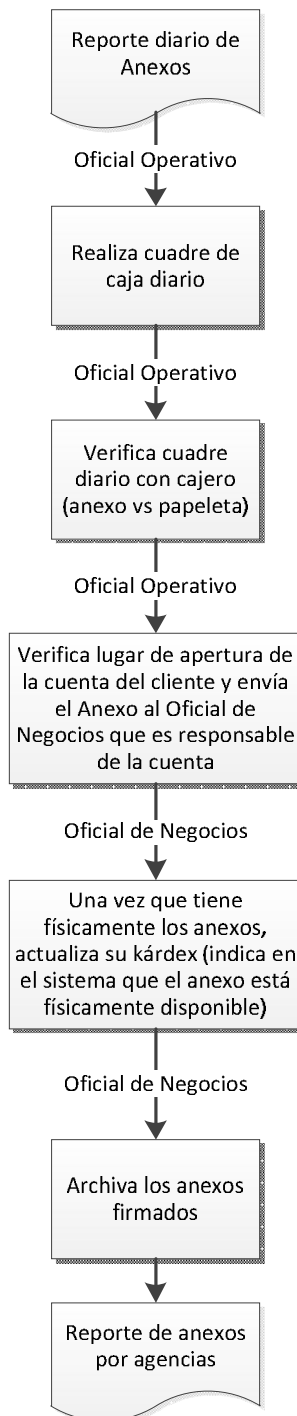 Reporte diario de
Anexos
Oficial Operativo
Realiza cuadre de
caja diario
Oficial Operativo
Verifica cuadre
diario con cajero
(anexo vs papeleta)
Oficial Operativo
Verifica lugar de apertura de
la cuenta del cliente y envía
el Anexo al Oficial de
Negocios que es responsable
de la cuenta
Oficial de Negocios
Una vez que tiene
físicamente los anexos,
actualiza su kárdex (indica en
el sistema que el anexo está
físicamente disponible)
Oficial de Negocios
Archiva los anexos
firmados
Reporte de anexos
por agencias